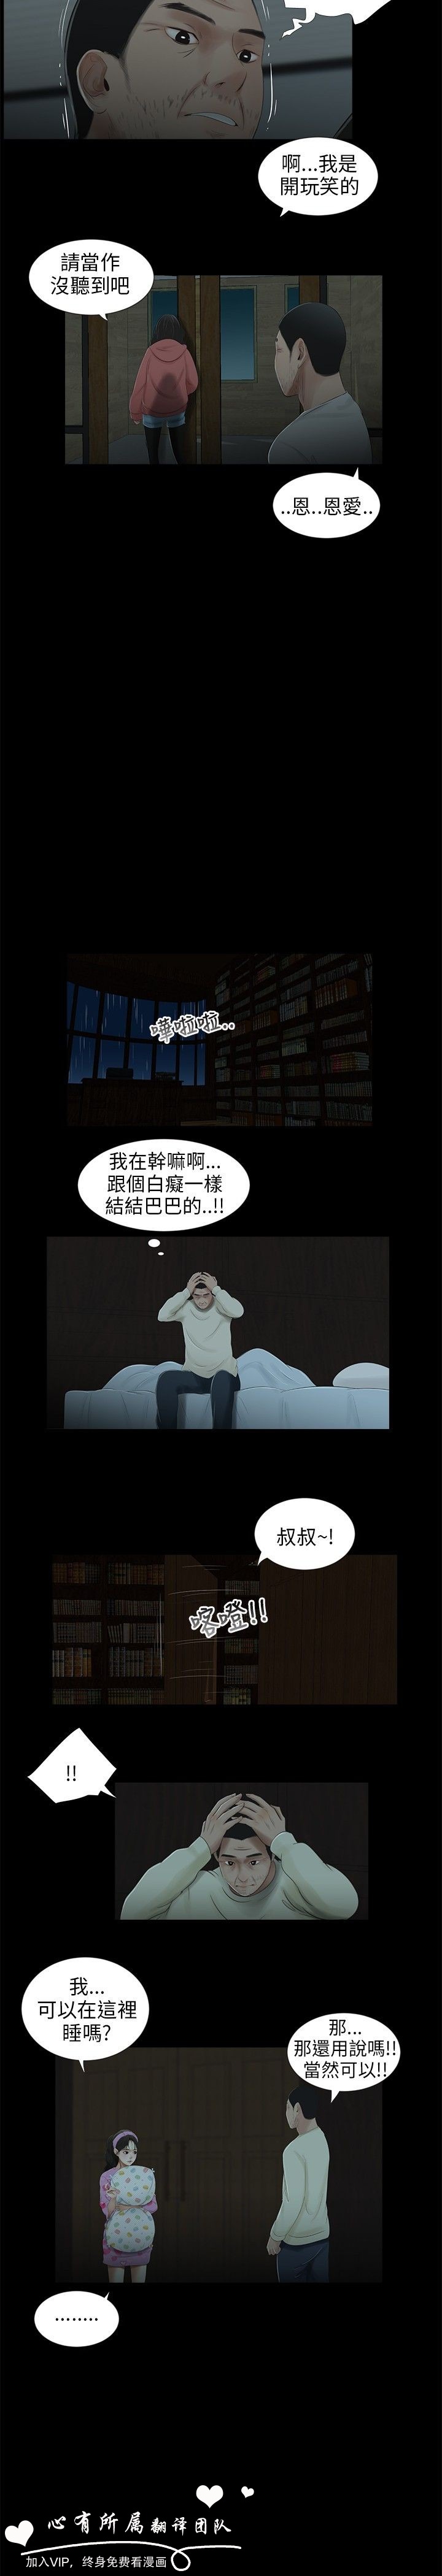 啊...我是
開玩笑的
請當作
沒聽到吧
..恩..恩愛..
嘩啦啦..
我在幹嘛啊...
跟個白癡一樣
結結巴巴的..!!
叔叔~!
喀噔!!
!!
我...
可以在這裡
睡嗎?
那...
那還用說嗎!!
當然可以!!
........
心有所属翻译团队
加入VIP，终身免费看漫画